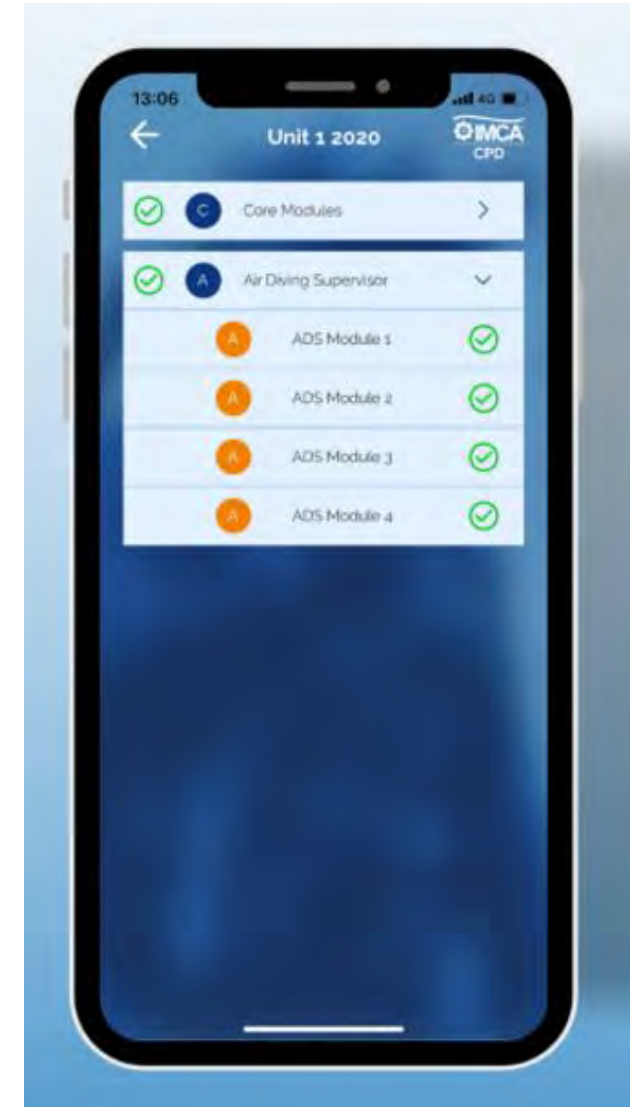 13:06
4G
Unit 1 2020
IMCA
CPD
C
Core Modules
A
Air Diving Supervisor
A
ADS Module 1
A
ADS Module 2
A
ADS Module 3
A
ADS Module 4